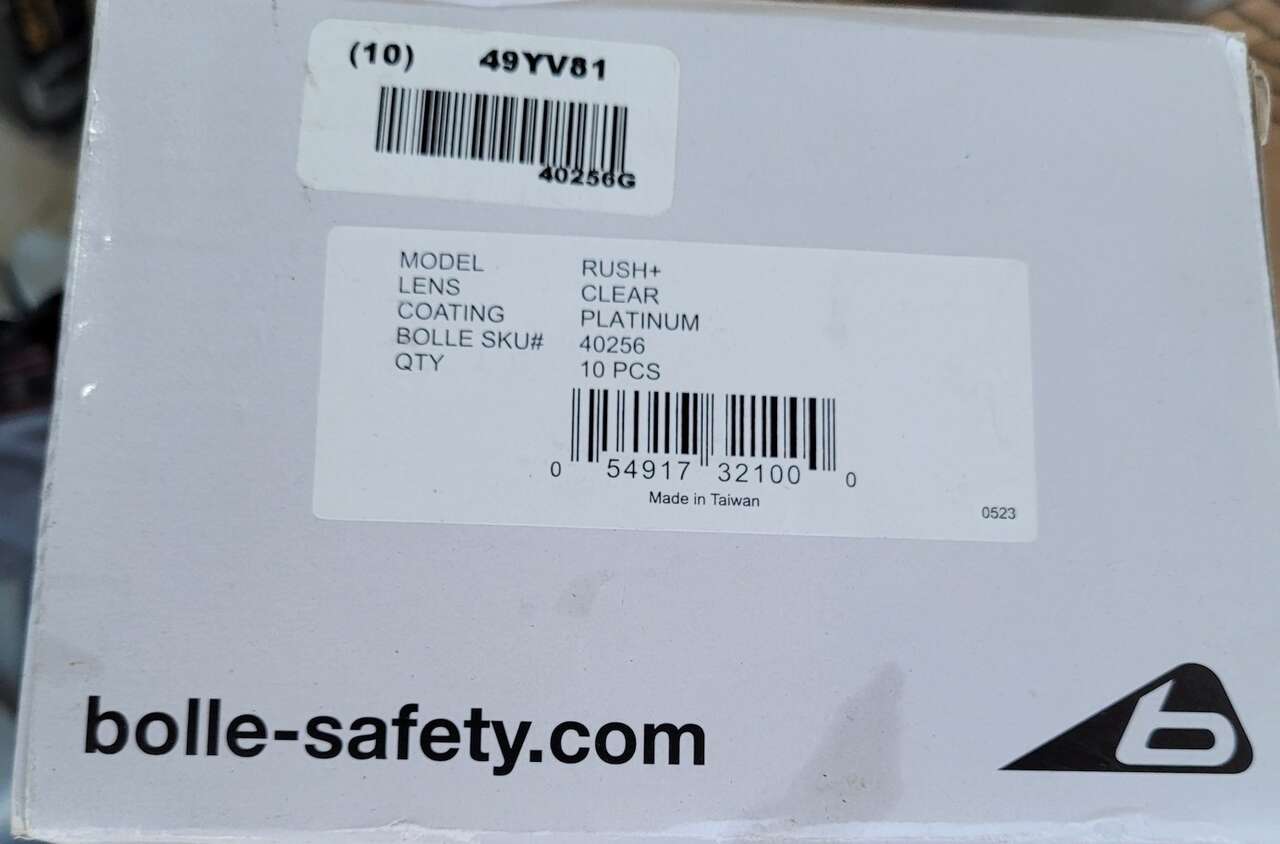 (10) 49YV81
40256G
MODEL RUSH+
LENS CLEAR
COATING PLATINUM
BOLLE SKU# 40256
QTY 10 PCS
0 54917 32100 0
Made in Taiwan
0523
bolle-safety.com
b